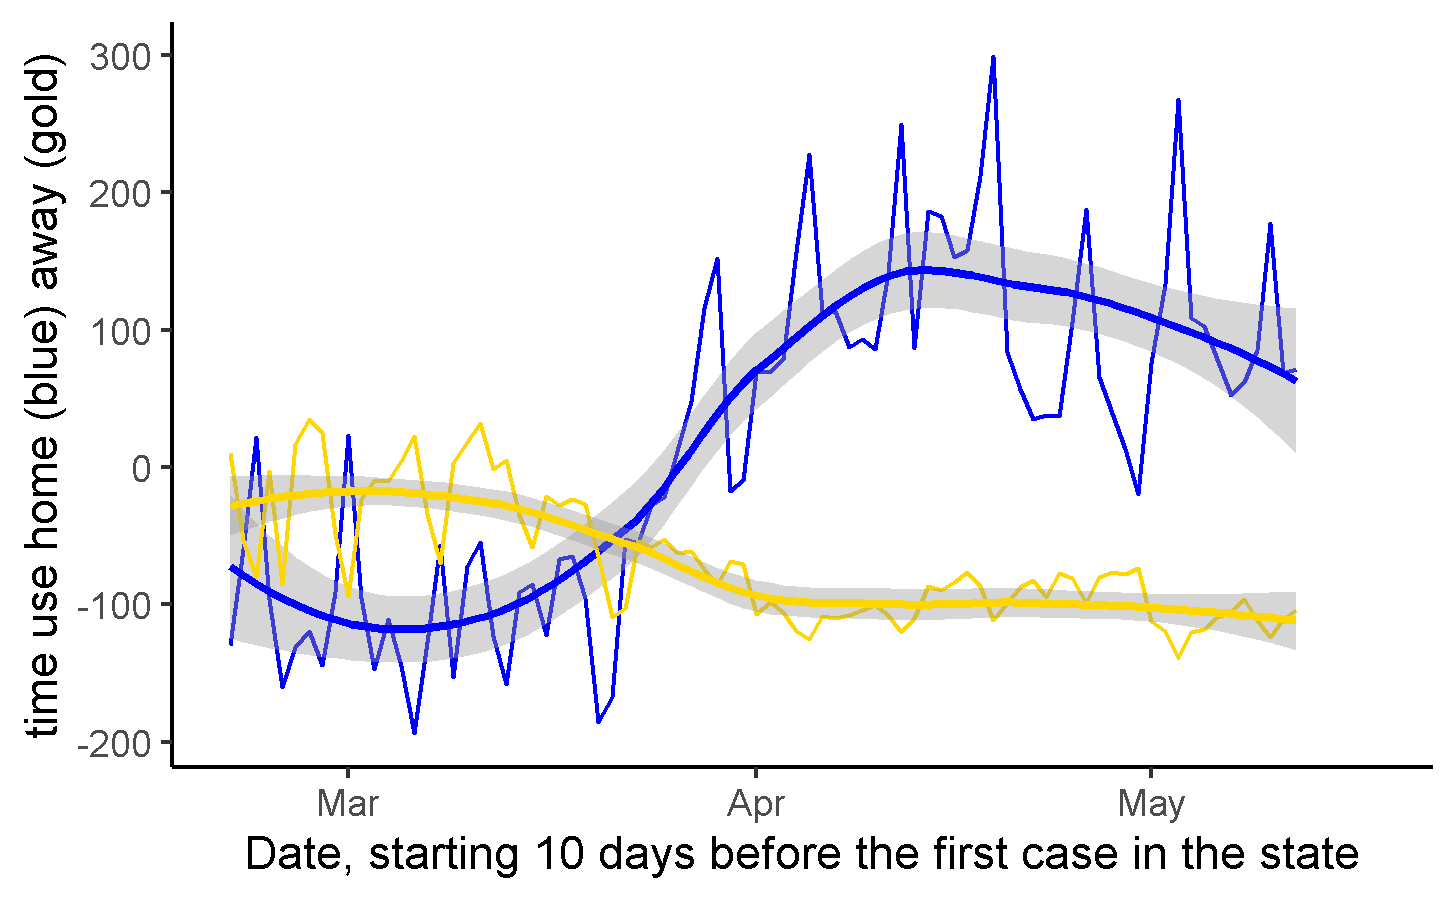 time use home (blue) away (gold)
300
200
100
0
-100
-200
Mar
Apr
May
Date, starting 10 days before the first case in the state